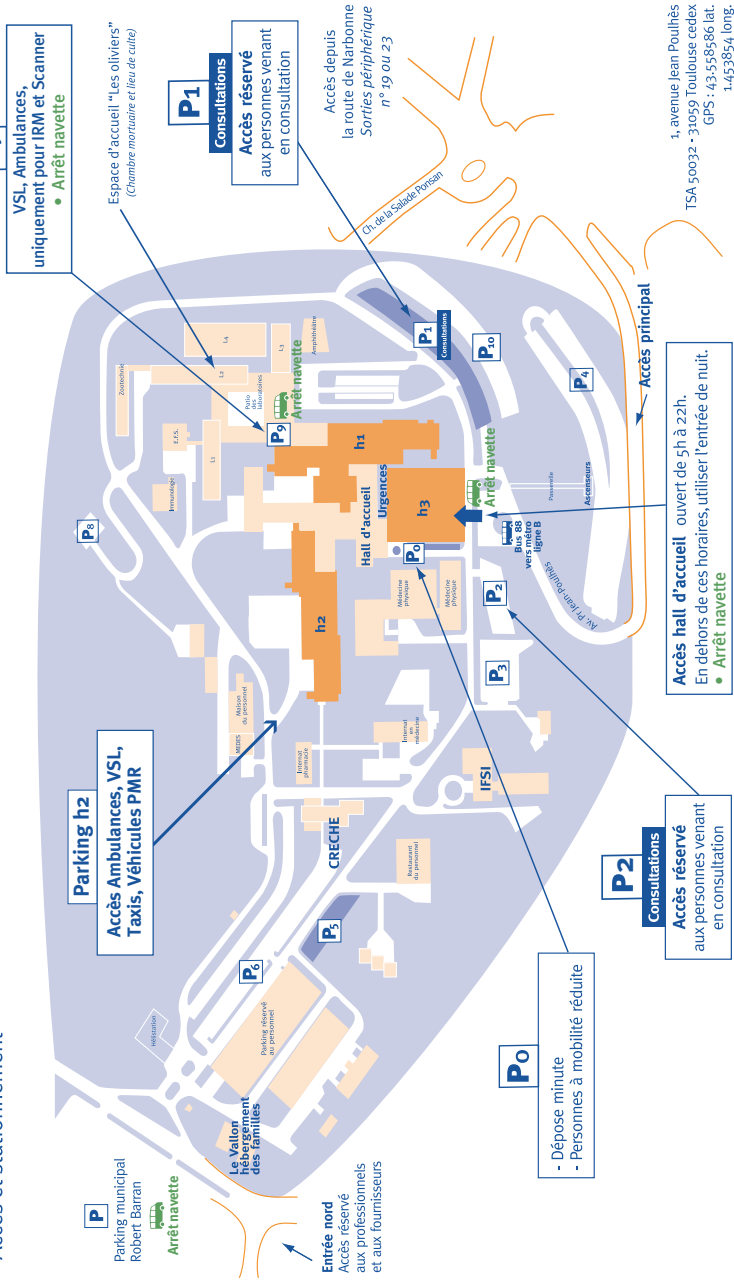 Accès et stationnement
VSL, Ambulances,
uniquement pour IRM et Scanner
• Arrêt navette
Parking h2
Accès Ambulances, VSL,
Taxis, Véhicules PMR
Espace d'accueil "Les oliviers"
(Chambre mortuaire et lieu de culte)
P1
Consultations
Accès réservé
aux personnes venant
en consultation
Accès depuis
la route de Narbonne
Sorties périphérique
n° 19 ou 23
Ch. de la Salade Ponsan
P
Parking municipal
Robert Barran
Arrêt navette
Hélistation
P8
Zootechnie
E.F.S.
Immunologie
L1
L2
L4
L3
Patio
des
laboratoires
Amphithéâtre
Arrêt navette
P9
Maison
du personnel
MEDES
Internat
pharmacie
h2
h1
Hall d'accueil
Urgences
h3
P0
Médecine
physique
Médecine
physique
Arrêt navette
Bus 88
vers métro
ligne B
P1
Consultations
P10
P4
Passerelle
Ascenseurs
Av. Pr Jean-Poulhès
P2
P3
Internat
en
médecine
IFSI
CRECHE
Restaurant
du personnel
P5
P6
Parking réservé
au personnel
Le Vallon
hébergement
des familles
Entrée nord
Accès réservé
aux professionnels
et aux fournisseurs
P0
- Dépose minute
- Personnes à mobilité réduite
P2
Consultations
Accès réservé
aux personnes venant
en consultation
Accès principal
Accès hall d'accueil ouvert de 5h à 22h.
En dehors de ces horaires, utiliser l'entrée de nuit.
• Arrêt navette
1, avenue Jean Poulhès
TSA 50032 - 31059 Toulouse cedex
GPS : 43.558586 lat.
1.453854 long.